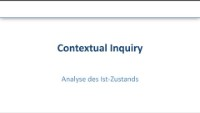 Contextual Inquiry
Analyse des Ist-Zustands